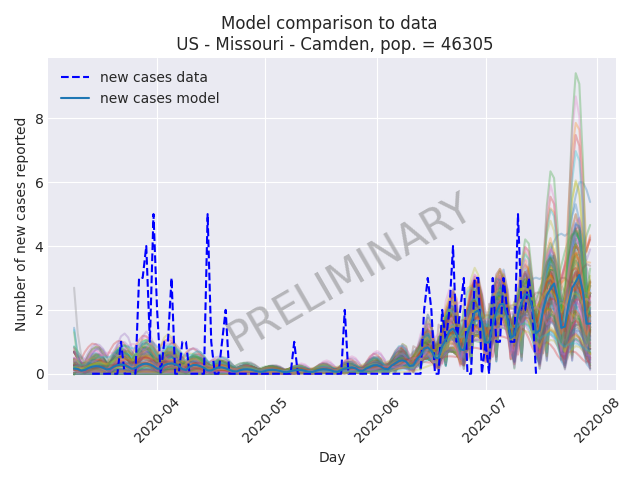 Model comparison to data
US - Missouri - Camden, pop. = 46305
new cases data
new cases model
Number of new cases reported
8
6
4
2
0
PRELIMINARY
2020-04
2020-05
2020-06
2020-07
2020-08
Day